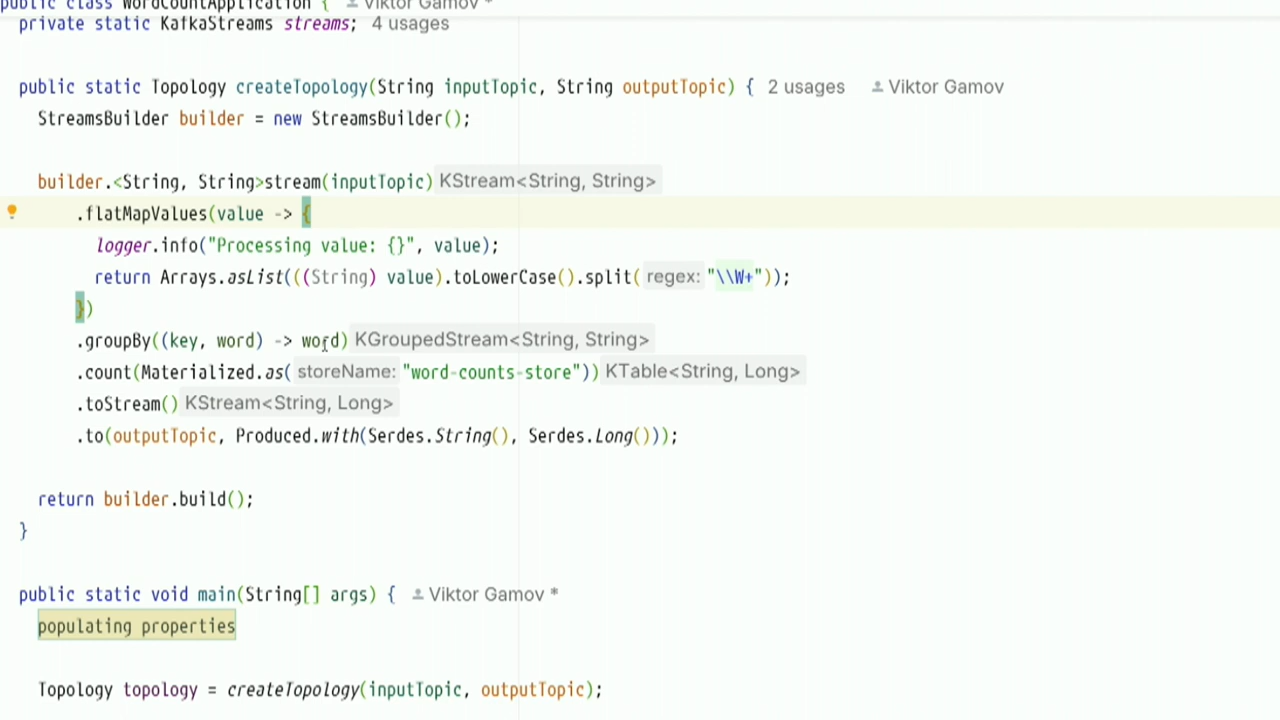 public class WordCountApplication { Viktor Gamov *
private static KafkaStreams streams; 4 usages
public static Topology createTopology(String inputTopic, String outputTopic) { 2 usages Viktor Gamov
StreamsBuilder builder = new StreamsBuilder();
builder.<String, String>stream(inputTopic) KStream<String, String>
.flatMapValues(value -> {
logger.info("Processing value: {}", value);
return Arrays.asList(((String) value).toLowerCase().split( regex: "\\W+"));
})
.groupBy((key, word) -> word) KGroupedStream<String, String>
.count(Materialized.as( storeName: "word-counts-store")) KTable<String, Long>
.toStream() KStream<String, Long>
.to(outputTopic, Produced.with(Serdes.String(), Serdes.Long()));
return builder.build();
}
public static void main(String[] args) { Viktor Gamov *
populating properties
Topology topology = createTopology(inputTopic, outputTopic);